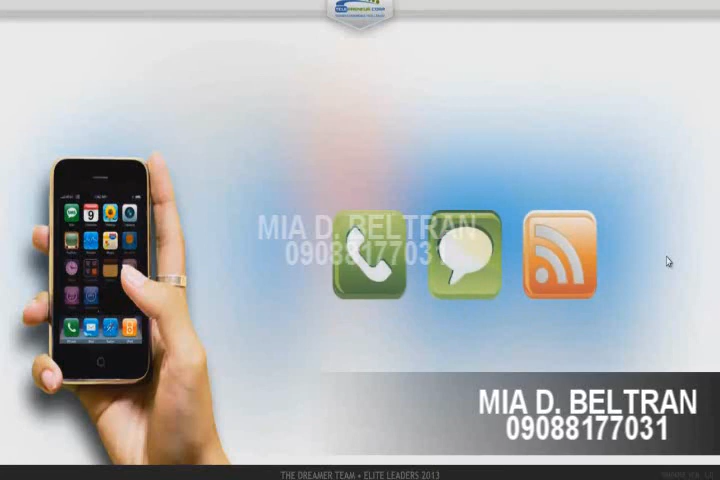 MIA D. BELTRAN
09088177031
MIA D. BELTRAN
09088177031
THE DREAMER TEAM • ELITE LEADERS 2013